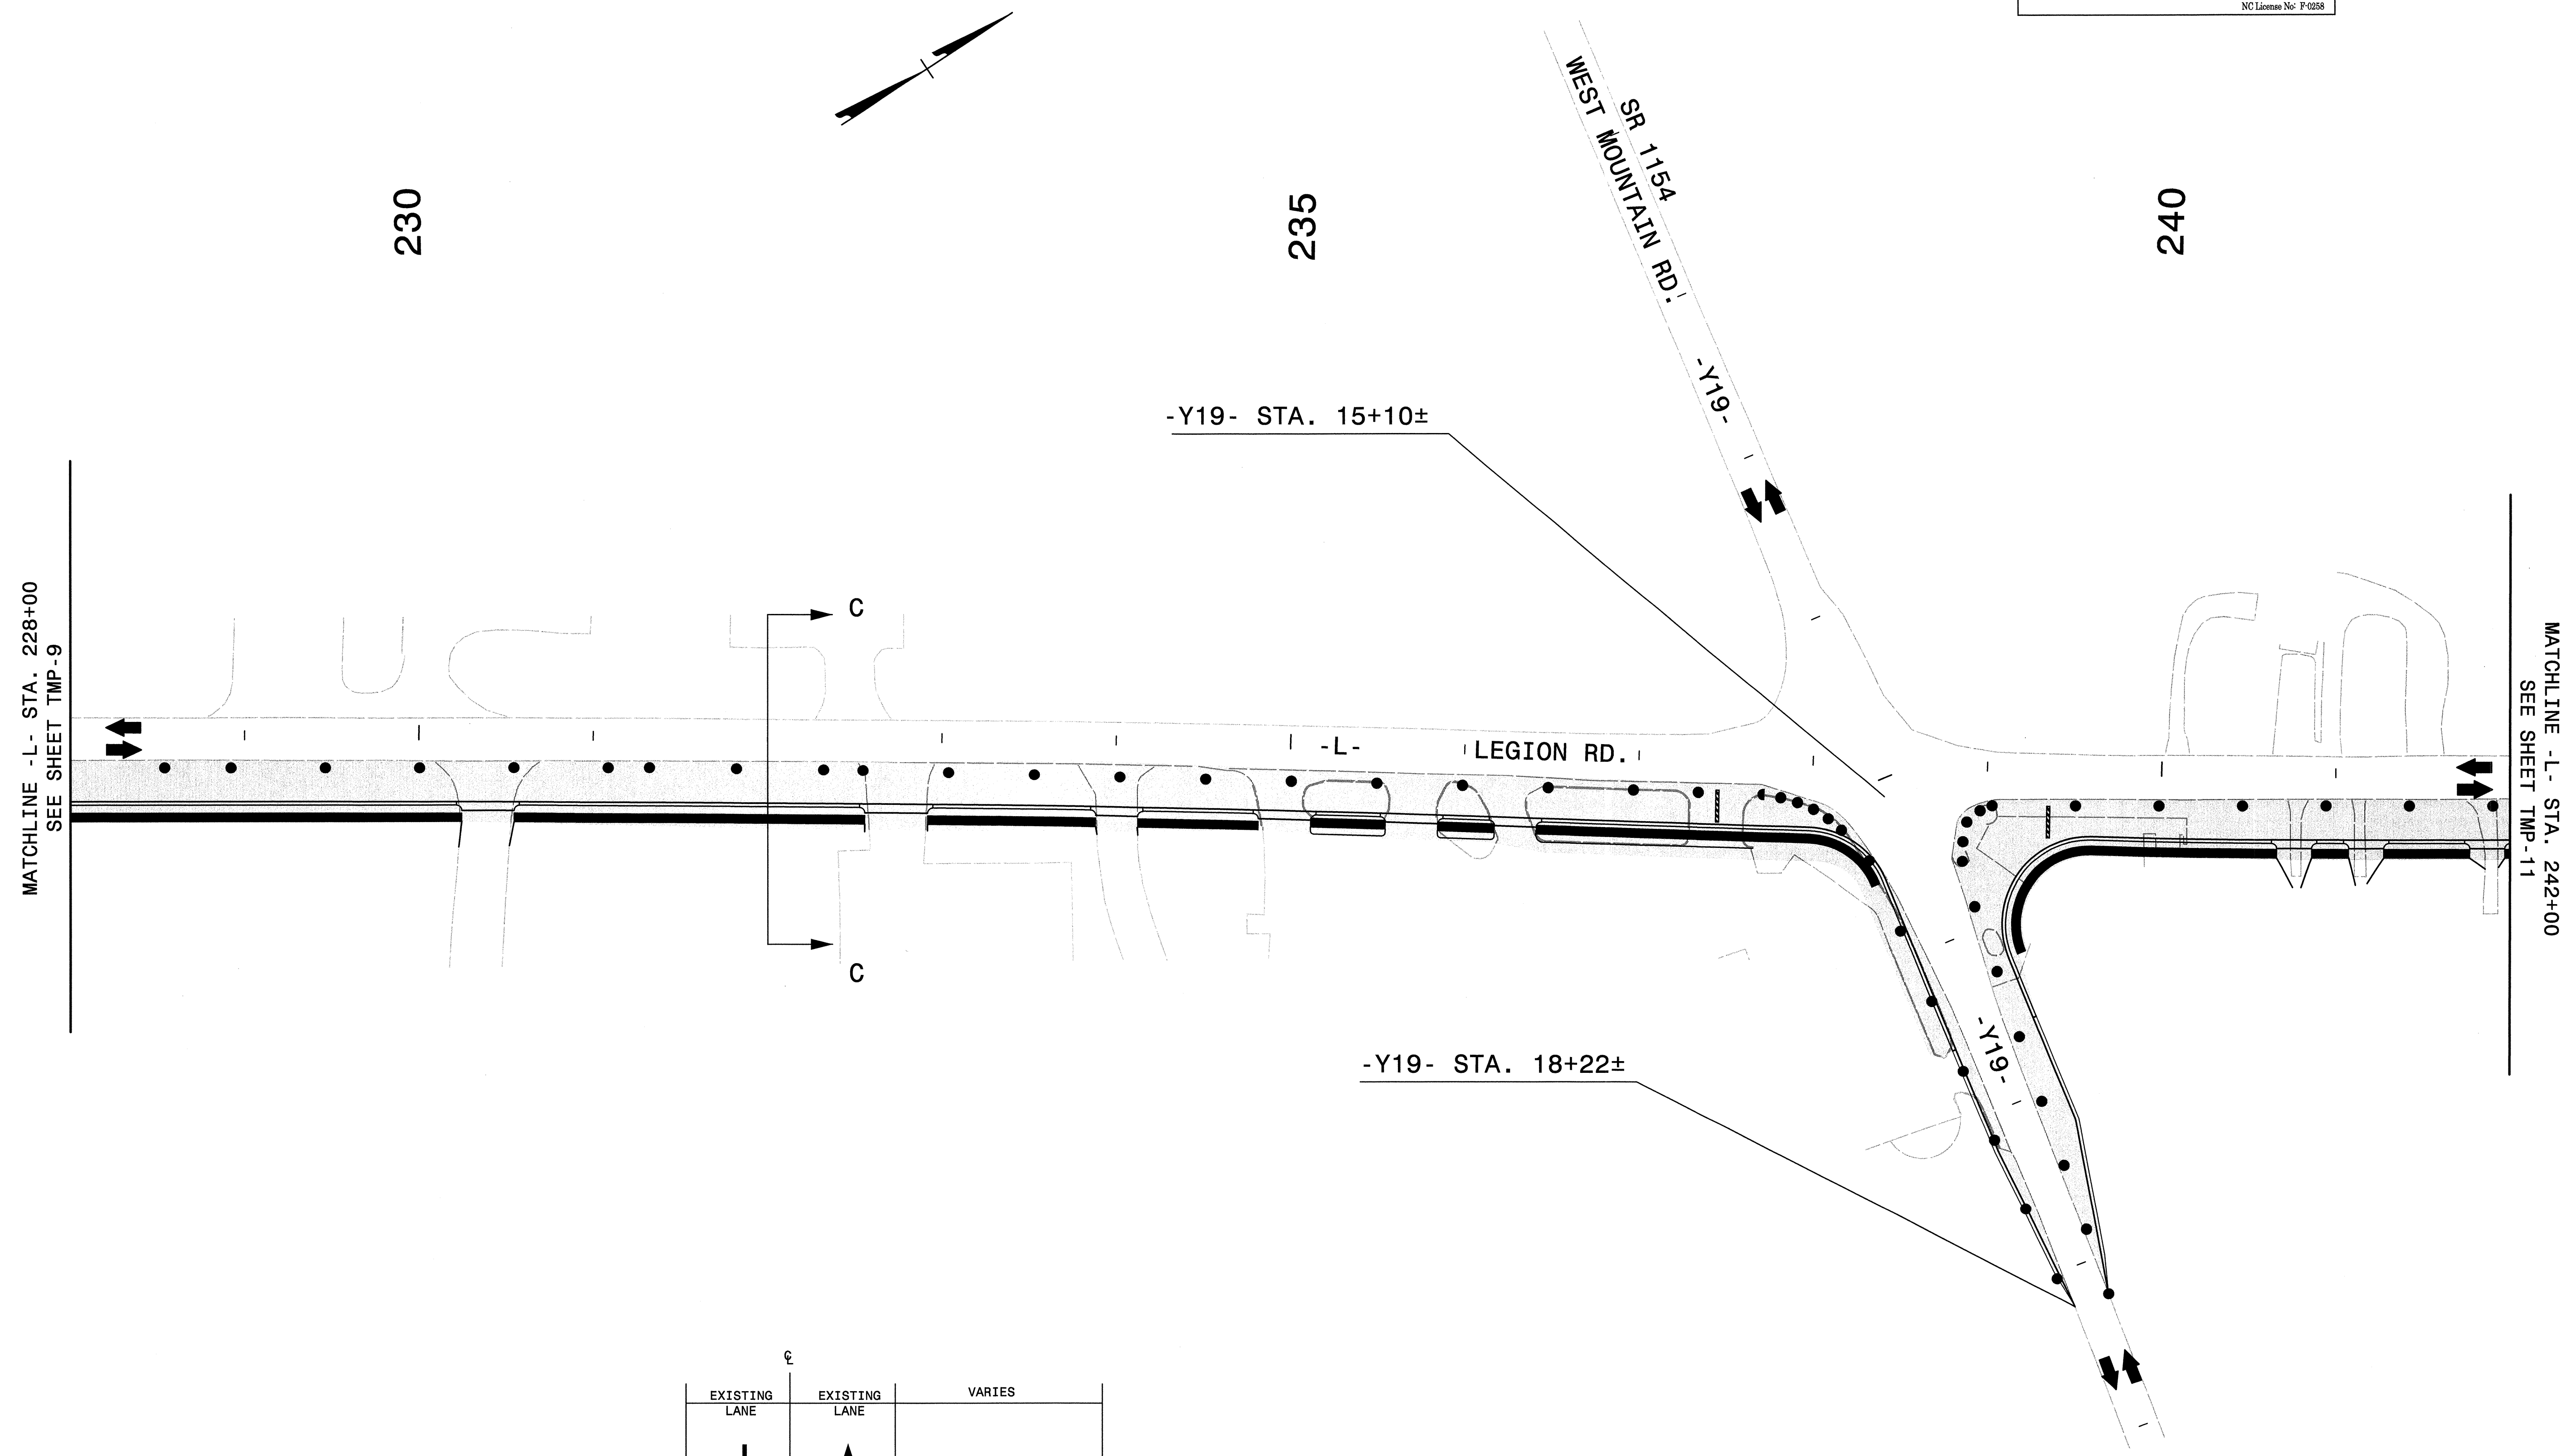 NC License No: F-0258
230
235
240
SR 1154
WEST MOUNTAIN RD.
-Y19-
-Y19- STA. 15+10±
MATCHLINE -L- STA. 228+00
SEE SHEET TMP-9
C
C
-L-
LEGION RD.
MATCHLINE -L- STA. 242+00
SEE SHEET TMP-11
-Y19-
-Y19- STA. 18+22±
℄
EXISTING LANE
EXISTING LANE
VARIES